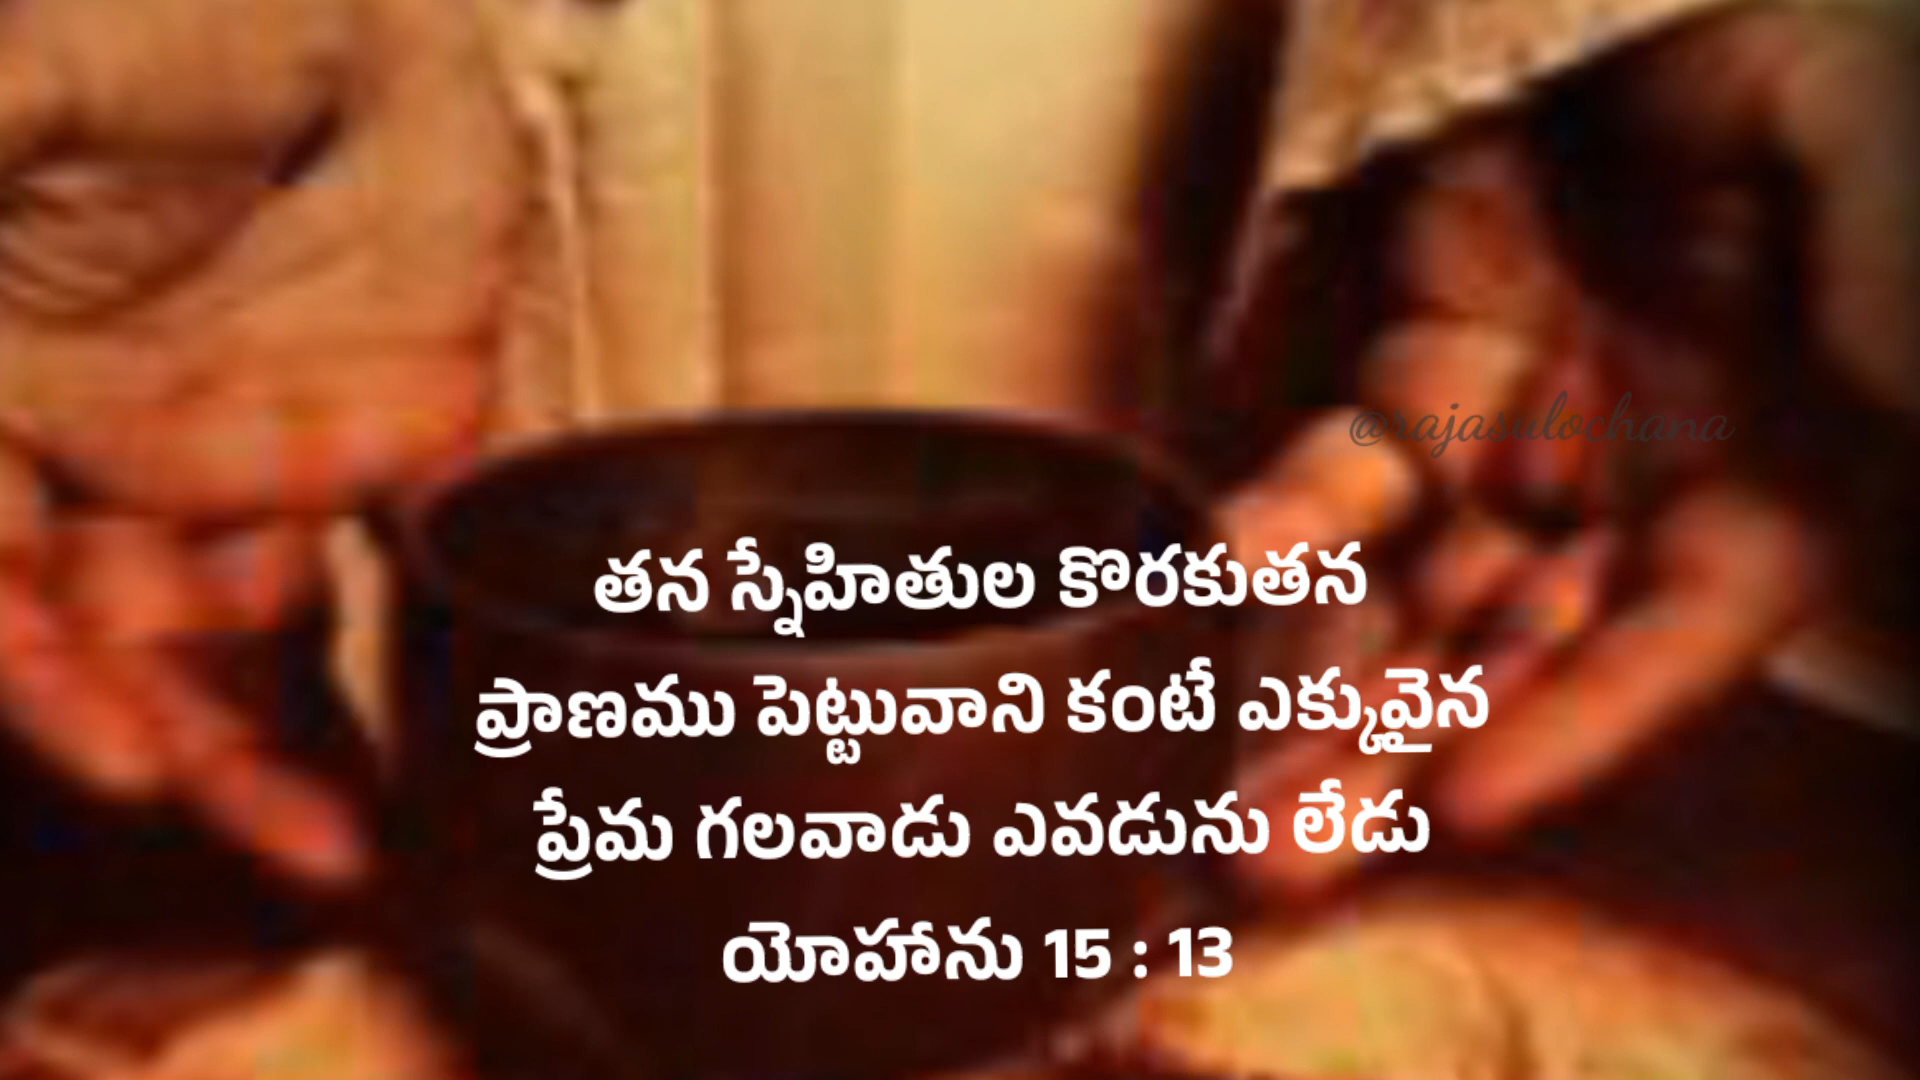 @rajasulochana
తన స్నేహితుల కొరకుతన
ప్రాణము పెట్టువాని కంటే ఎక్కువైన
ప్రేమ గలవాడు ఎవడును లేడు
యోహాను 15 : 13